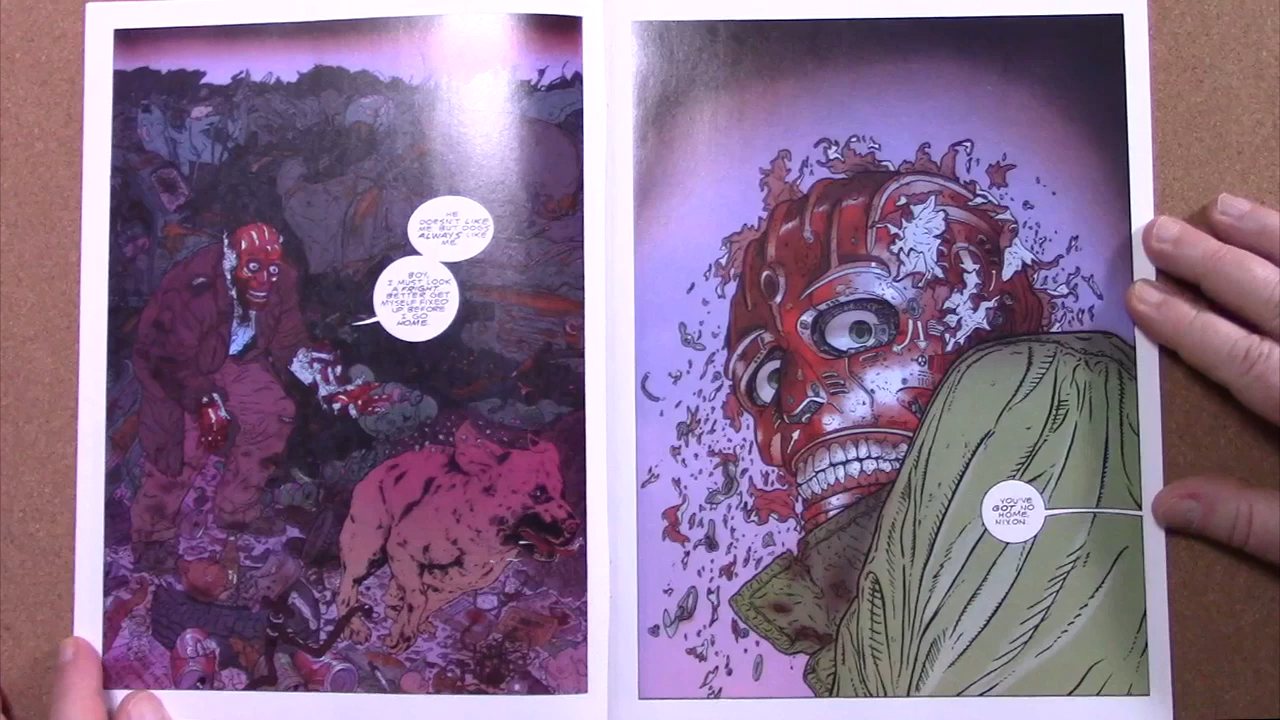 HE
DOESN'T LIKE
ME BUT DOGS
ALWAYS LIKE
ME.
BOY,
I MUST LOOK
A FRIGHT
BETTER GET
MYSELF FIXED
UP BEFORE
I GO
HOME.
YOU'VE
GOT NO
HOME,
NIXON.